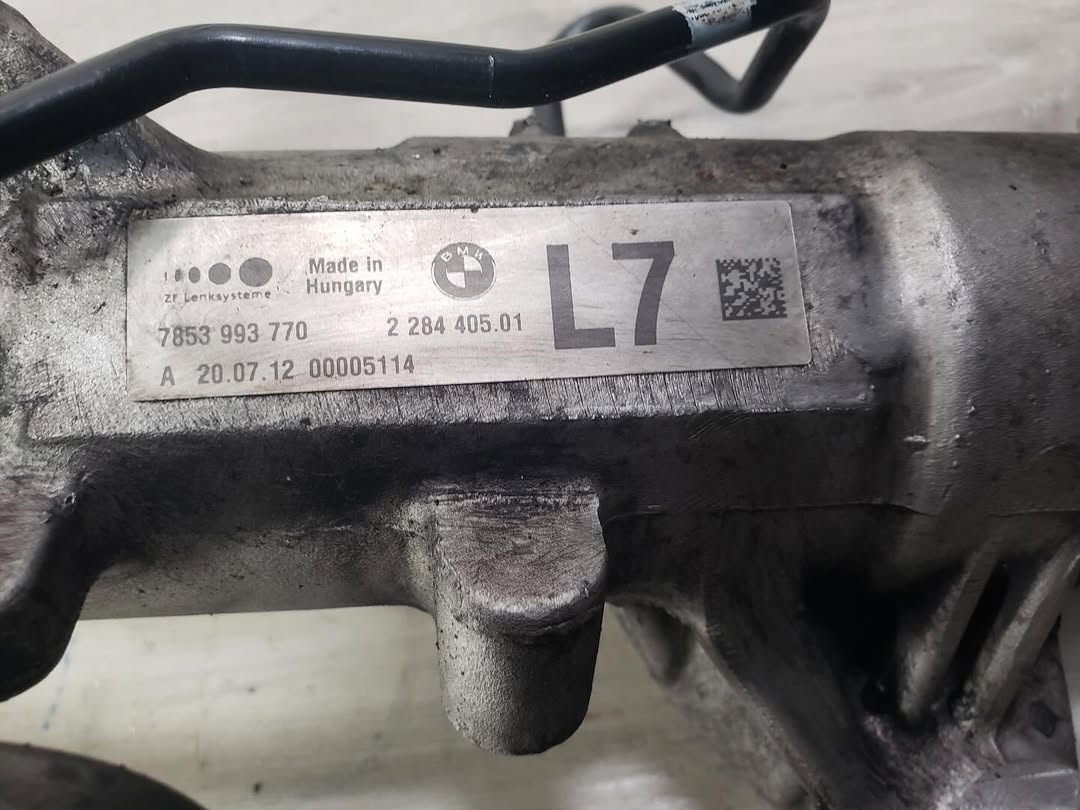 ZF Lenksysteme
Made in
Hungary
BMW
L7
7853 993 770
2 284 405.01
A 20.07.12 00005114